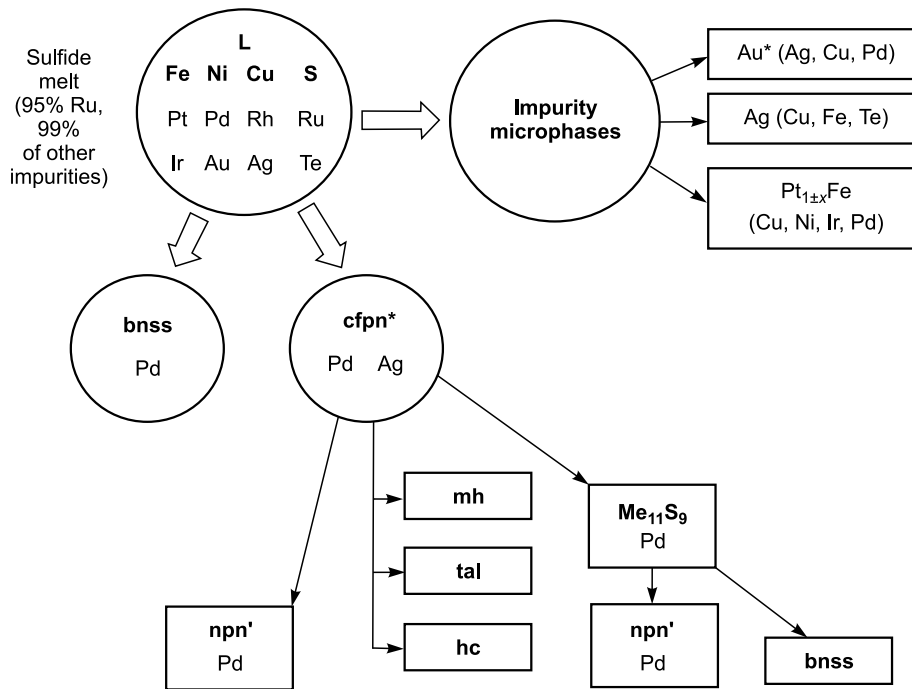 Sulfide
melt
(95% Ru,
99%
of other
impurities)
L
Fe Ni Cu S
Pt Pd Rh Ru
Ir Au Ag Te
Impurity
microphases
Au* (Ag, Cu, Pd)
Ag (Cu, Fe, Te)
Pt₁±ₓFe
(Cu, Ni, Ir, Pd)
bnss
Pd
cfpn*
Pd Ag
mh
tal
hc
Me₁₁S₉
Pd
npn'
Pd
npn'
Pd
bnss